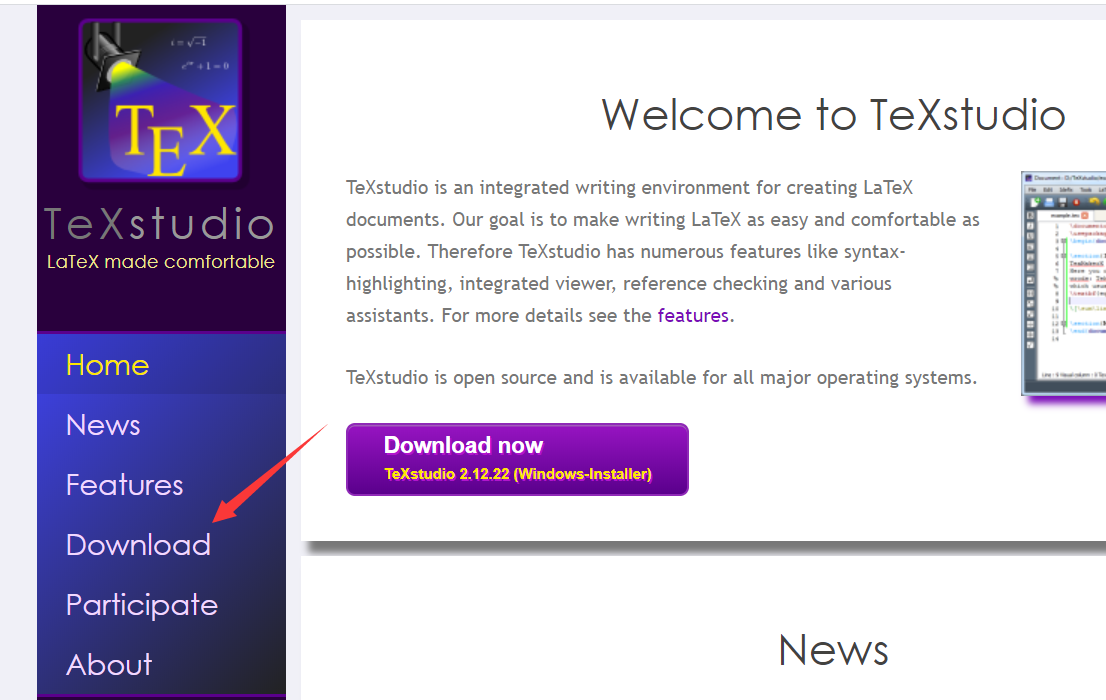 i = √-1
e^iπ + 1 = 0
TEX
TeXstudio
LaTeX made comfortable
Home
News
Features
Download
Participate
About
Welcome to TeXstudio
TeXstudio is an integrated writing environment for creating LaTeX
documents. Our goal is to make writing LaTeX as easy and comfortable as
possible. Therefore TeXstudio has numerous features like syntax-
highlighting, integrated viewer, reference checking and various
assistants. For more details see the features.
TeXstudio is open source and is available for all major operating systems.
Download now
TeXstudio 2.12.22 (Windows-Installer)
News